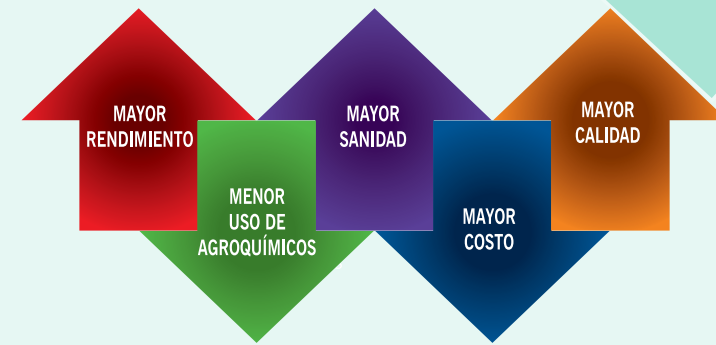 MAYOR
RENDIMIENTO
MENOR
USO DE
AGROQUÍMICOS
MAYOR
SANIDAD
MAYOR
COSTO
MAYOR
CALIDAD